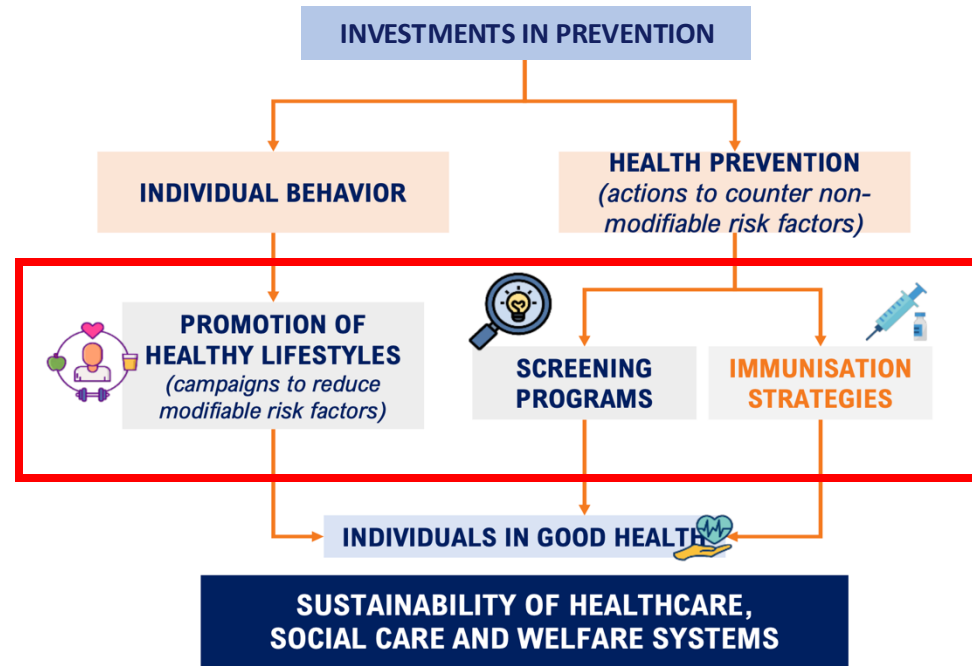 INVESTMENTS IN PREVENTION
INDIVIDUAL BEHAVIOR
HEALTH PREVENTION
(actions to counter non-
modifiable risk factors)
PROMOTION OF
HEALTHY LIFESTYLES
(campaigns to reduce
modifiable risk factors)
SCREENING
PROGRAMS
IMMUNISATION
STRATEGIES
INDIVIDUALS IN GOOD HEALTH
SUSTAINABILITY OF HEALTHCARE,
SOCIAL CARE AND WELFARE SYSTEMS